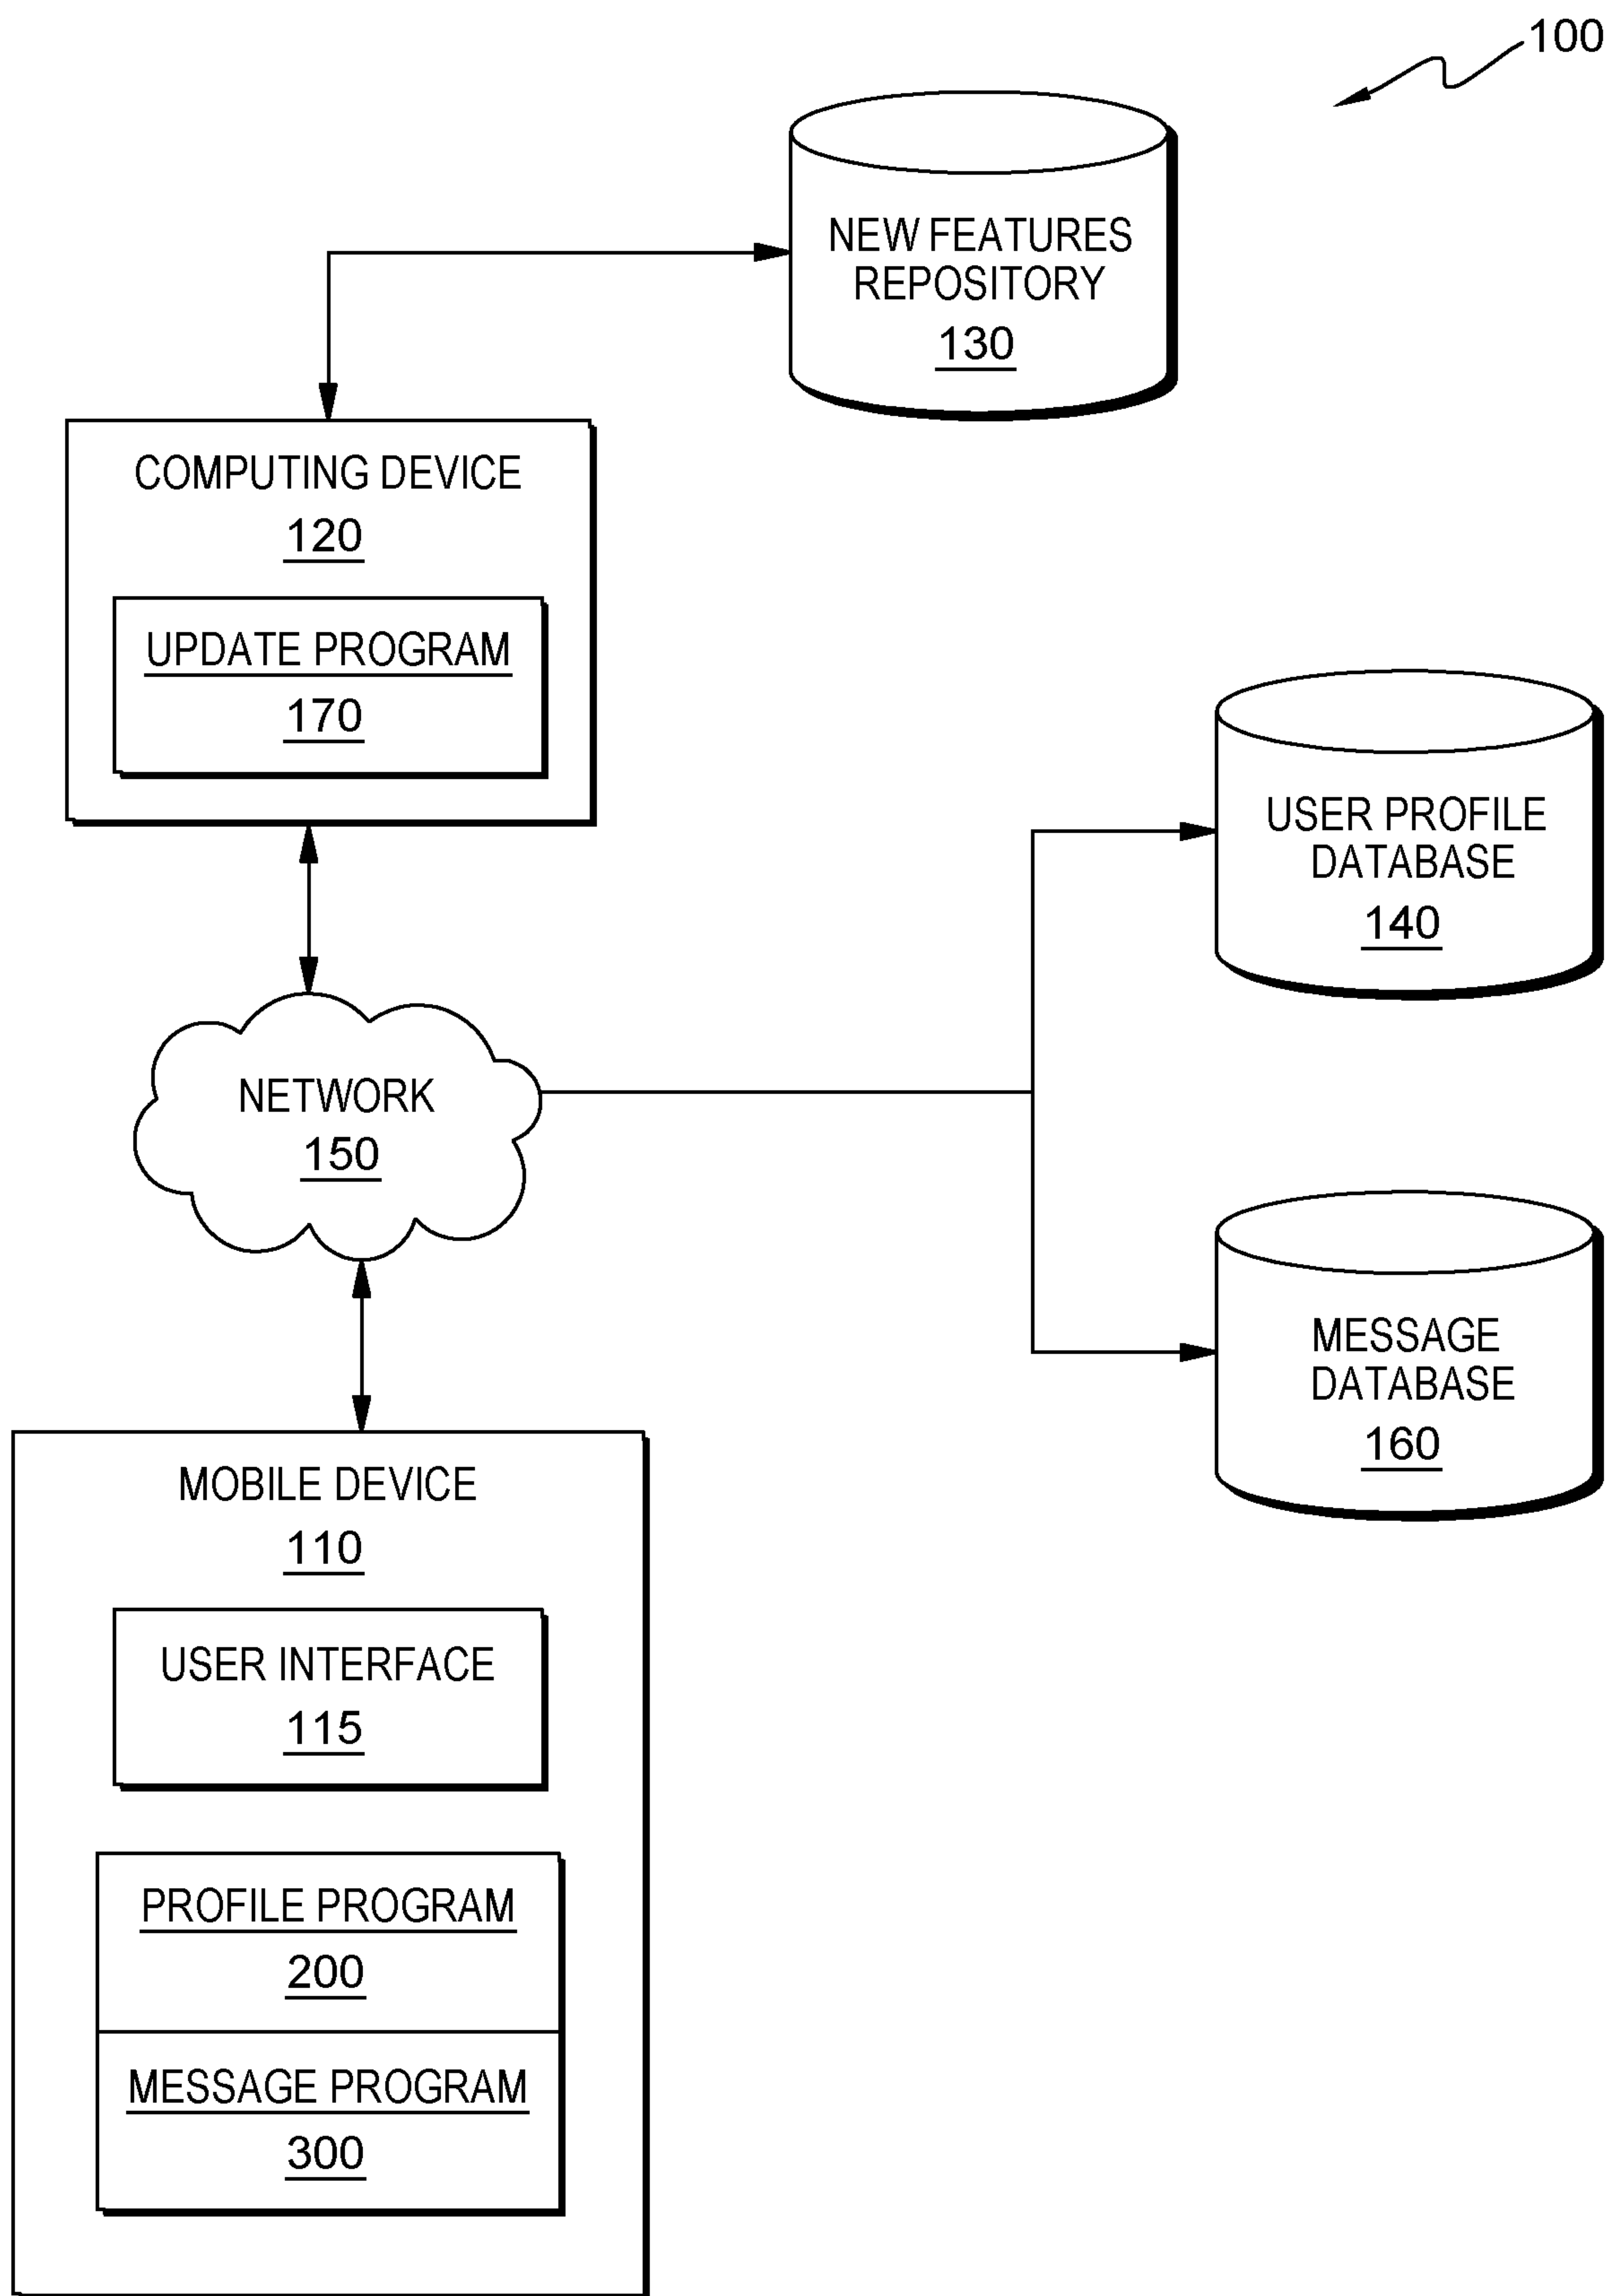 100
NEW FEATURES
REPOSITORY
130
COMPUTING DEVICE
120
UPDATE PROGRAM
170
USER PROFILE
DATABASE
140
NETWORK
150
MESSAGE
DATABASE
160
MOBILE DEVICE
110
USER INTERFACE
115
PROFILE PROGRAM
200
MESSAGE PROGRAM
300